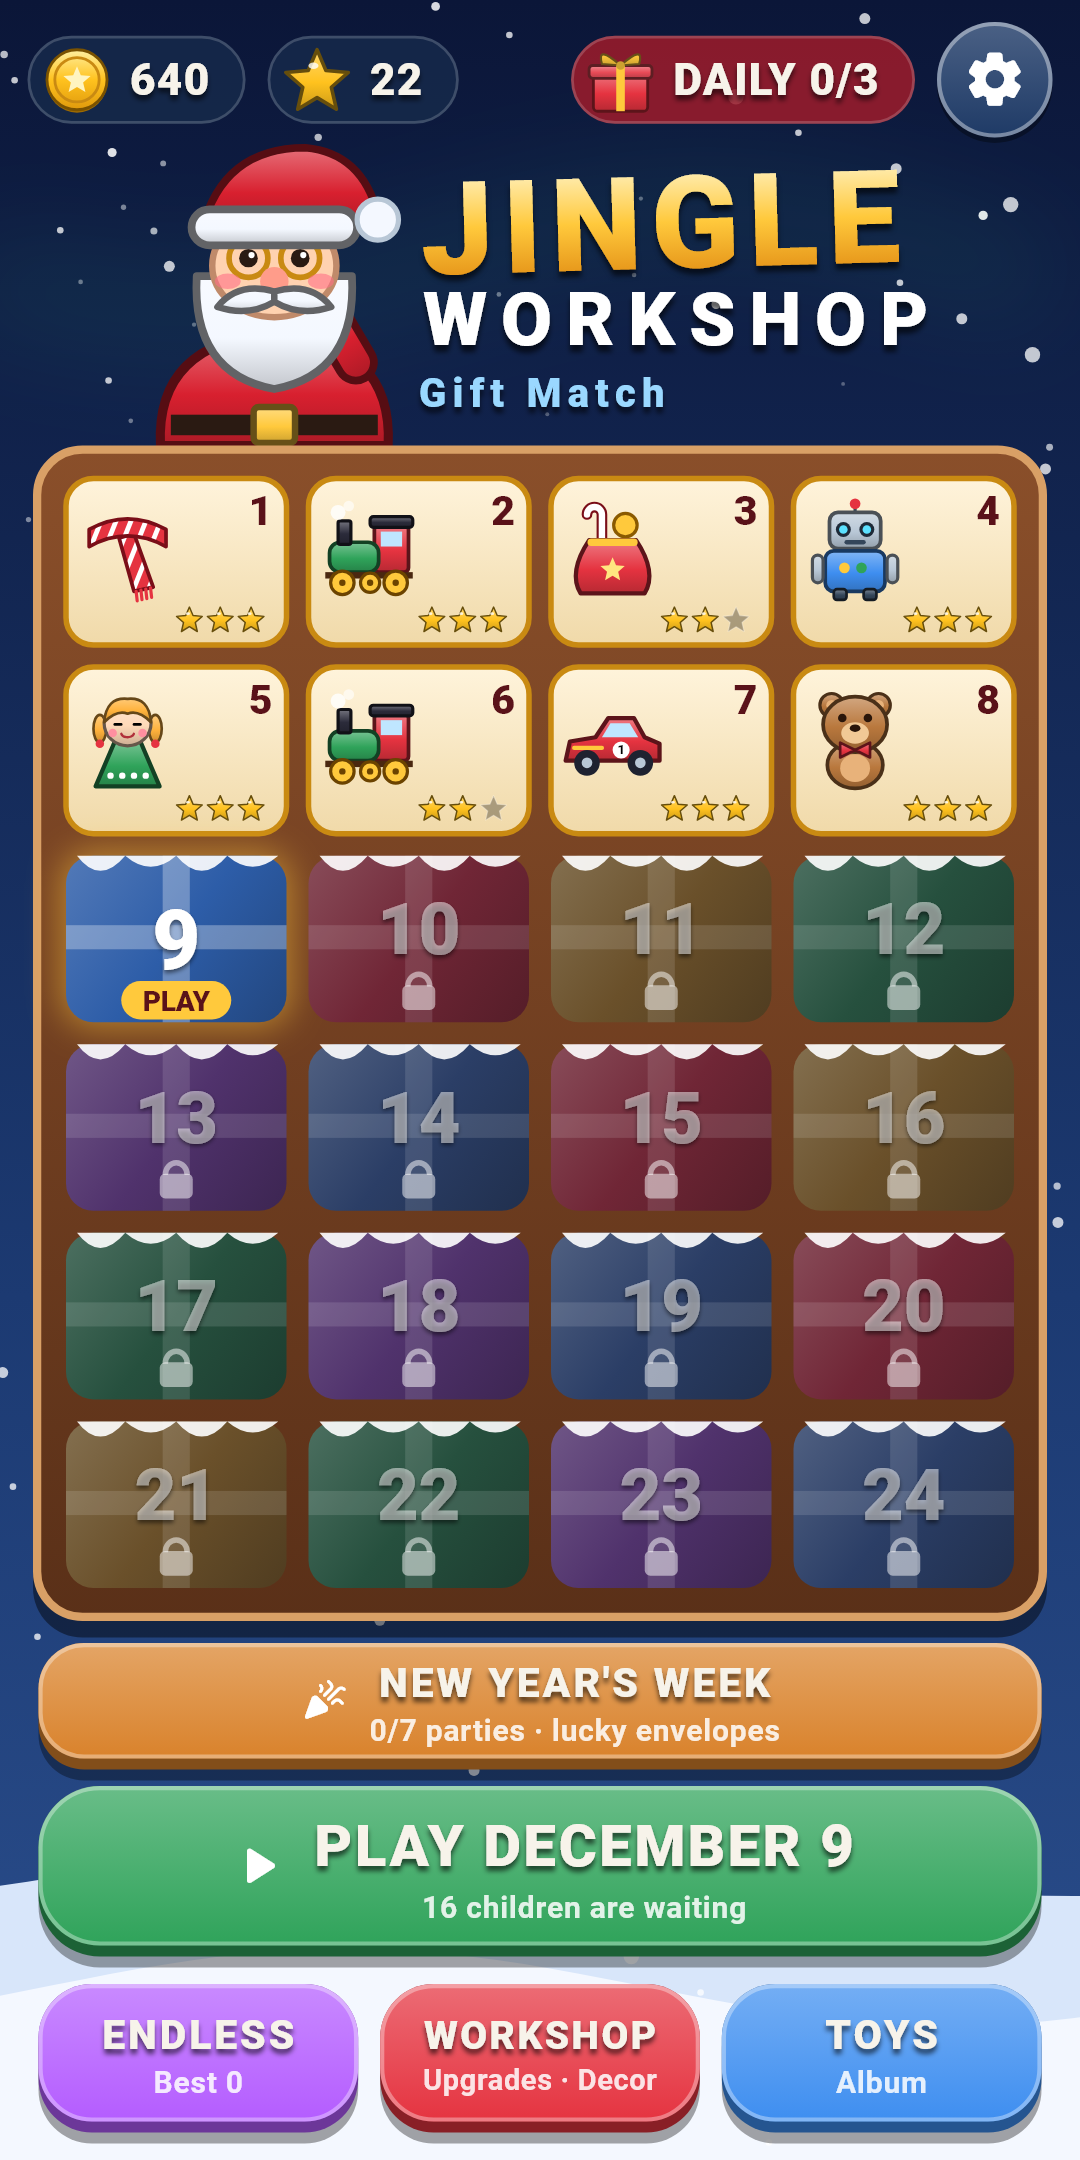 640
22
DAILY 0/3
JINGLE
WORKSHOP
Gift Match
1
2
3
4
5
6
7
1
8
9
PLAY
10
11
12
13
14
15
16
17
18
19
20
21
22
23
24
NEW YEAR'S WEEK
0/7 parties · lucky envelopes
PLAY DECEMBER 9
16 children are waiting
ENDLESS
Best 0
WORKSHOP
Upgrades · Decor
TOYS
Album